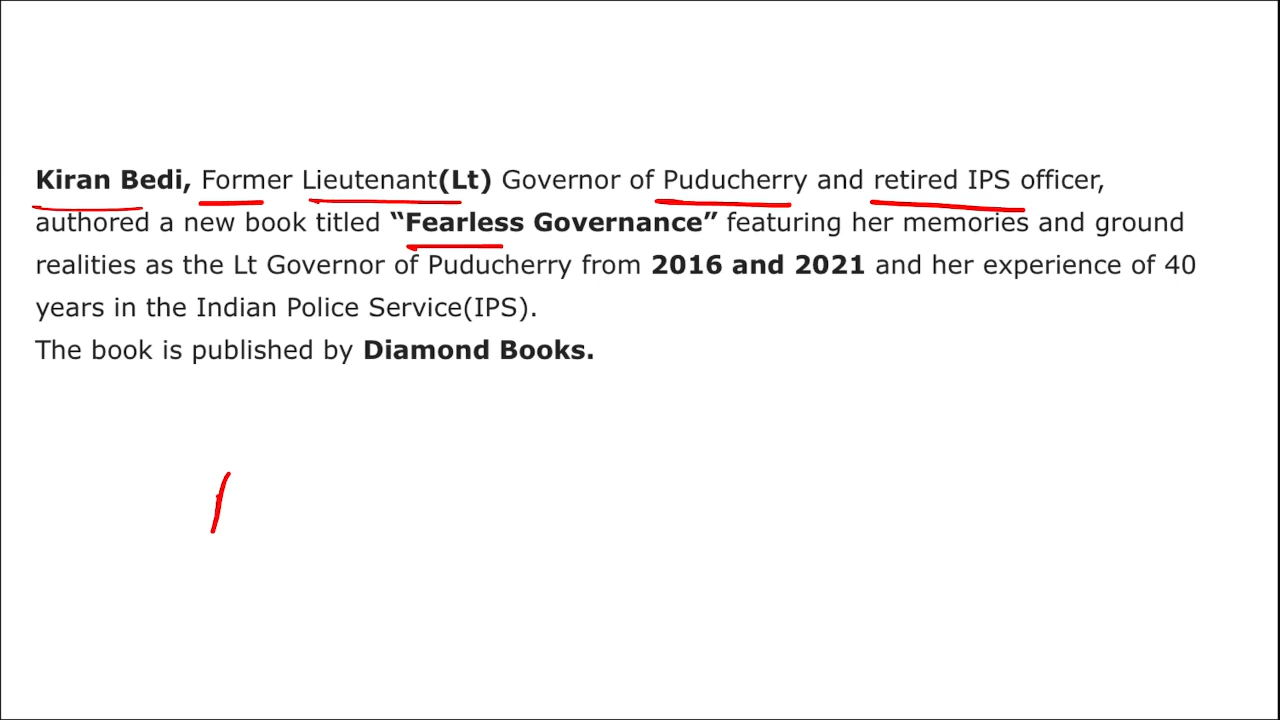 Kiran Bedi, Former Lieutenant(Lt) Governor of Puducherry and retired IPS officer,
authored a new book titled “Fearless Governance” featuring her memories and ground
realities as the Lt Governor of Puducherry from 2016 and 2021 and her experience of 40
years in the Indian Police Service(IPS).
The book is published by Diamond Books.